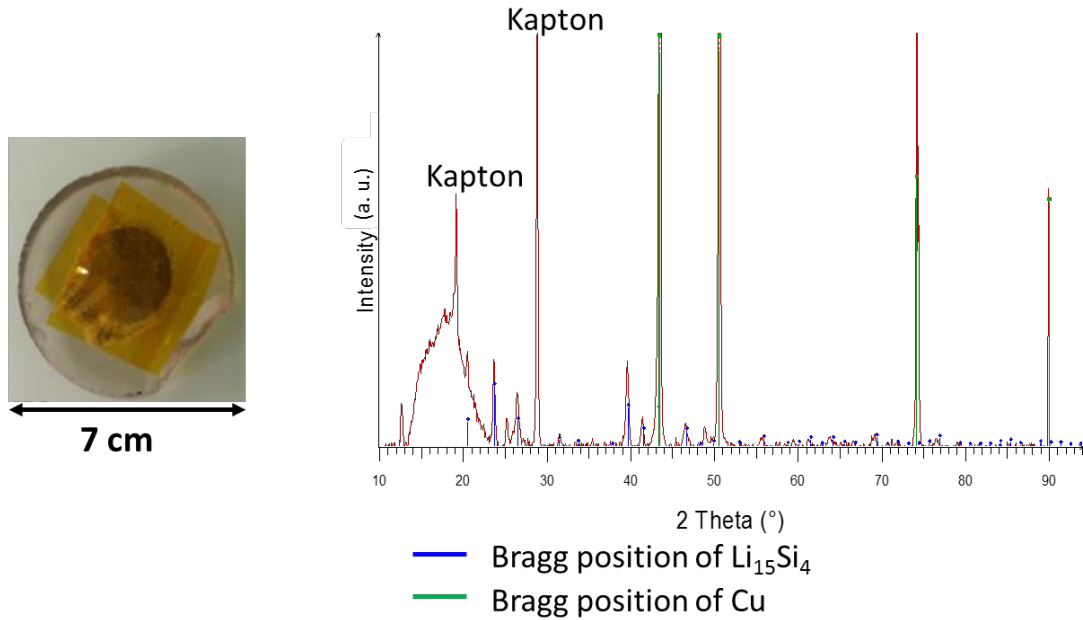 Kapton
Kapton
Intensity (a. u.)
10 20 30 40 50 60 70 80 90
2 Theta (°)
7 cm
Bragg position of Li₁₅Si₄
Bragg position of Cu